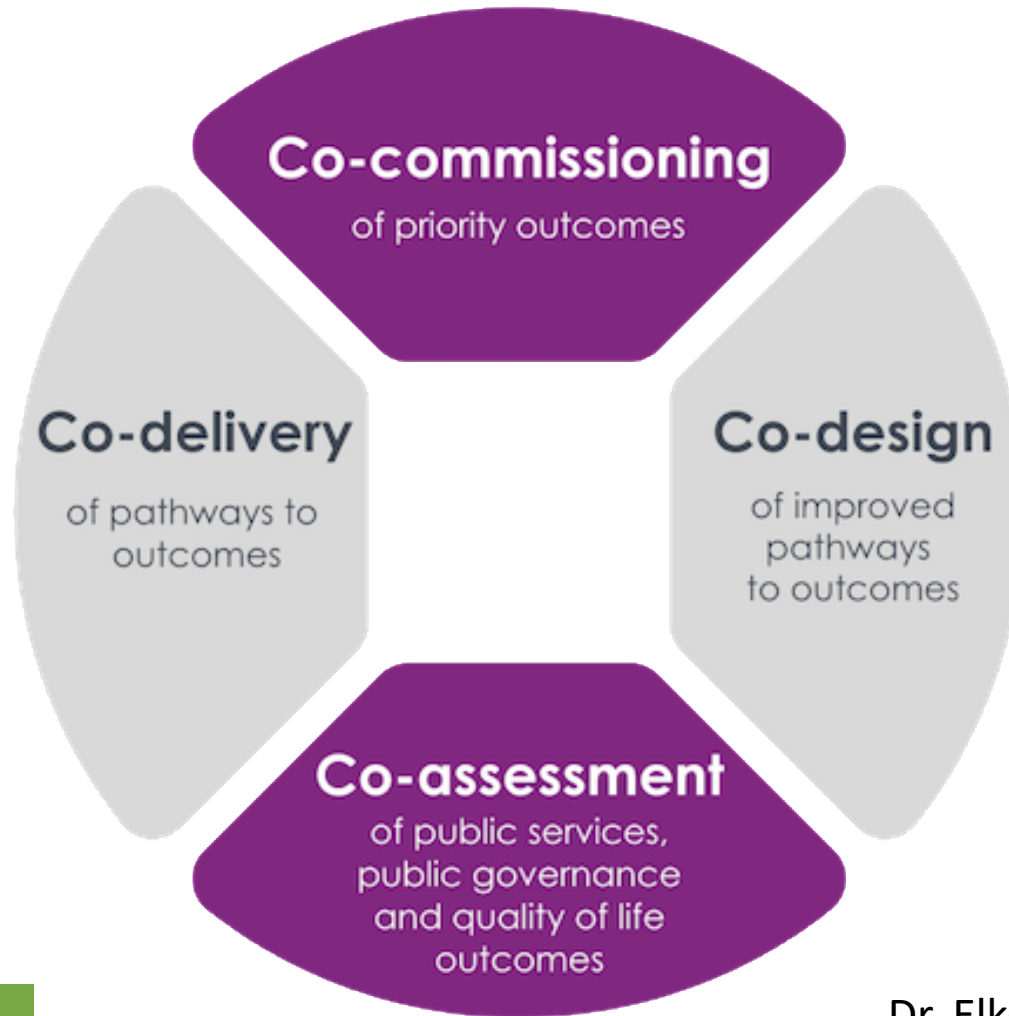 Co-commissioning
of priority outcomes
Co-delivery
of pathways to
outcomes
Co-design
of improved
pathways
to outcomes
Co-assessment
of public services,
public governance
and quality of life
outcomes
Dr.